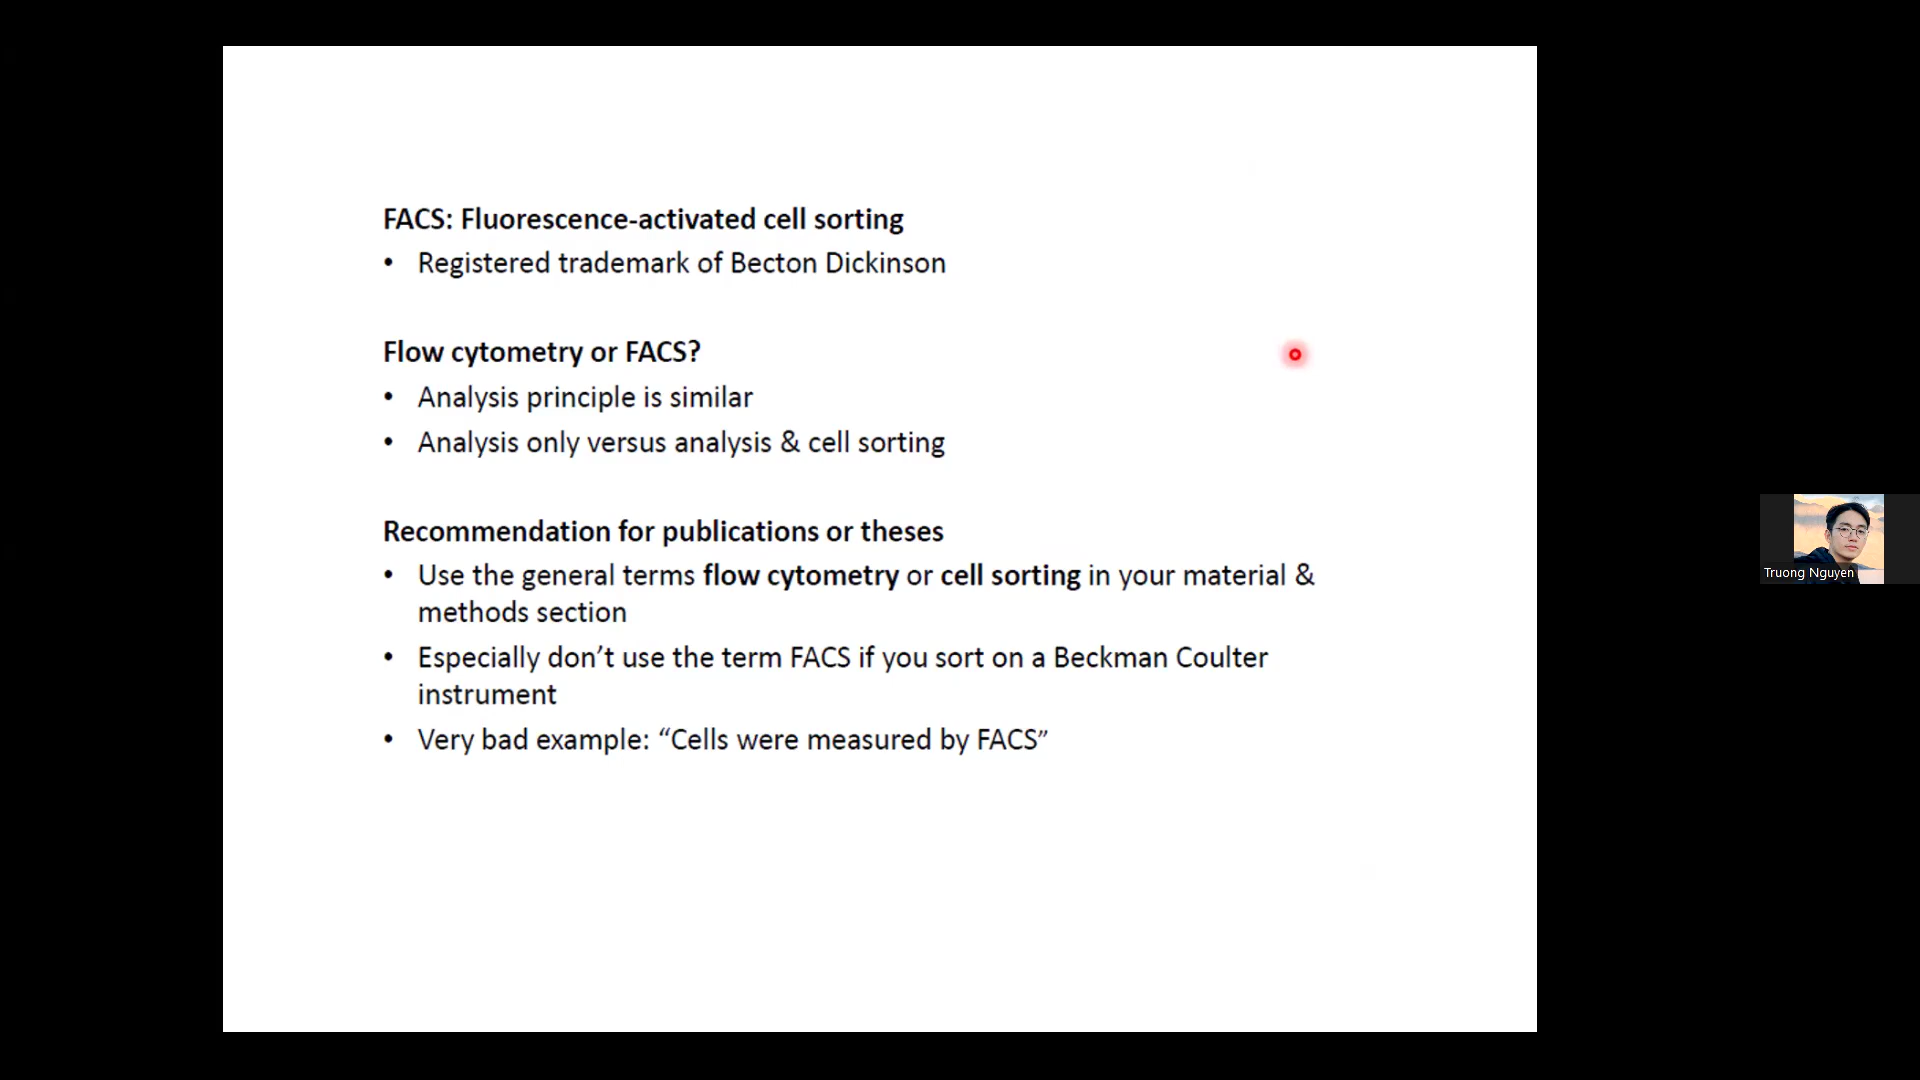 FACS: Fluorescence-activated cell sorting
• Registered trademark of Becton Dickinson
Flow cytometry or FACS?
• Analysis principle is similar
• Analysis only versus analysis & cell sorting
Recommendation for publications or theses
• Use the general terms flow cytometry or cell sorting in your material &
methods section
• Especially don’t use the term FACS if you sort on a Beckman Coulter
instrument
• Very bad example: “Cells were measured by FACS”
Truong Nguyen